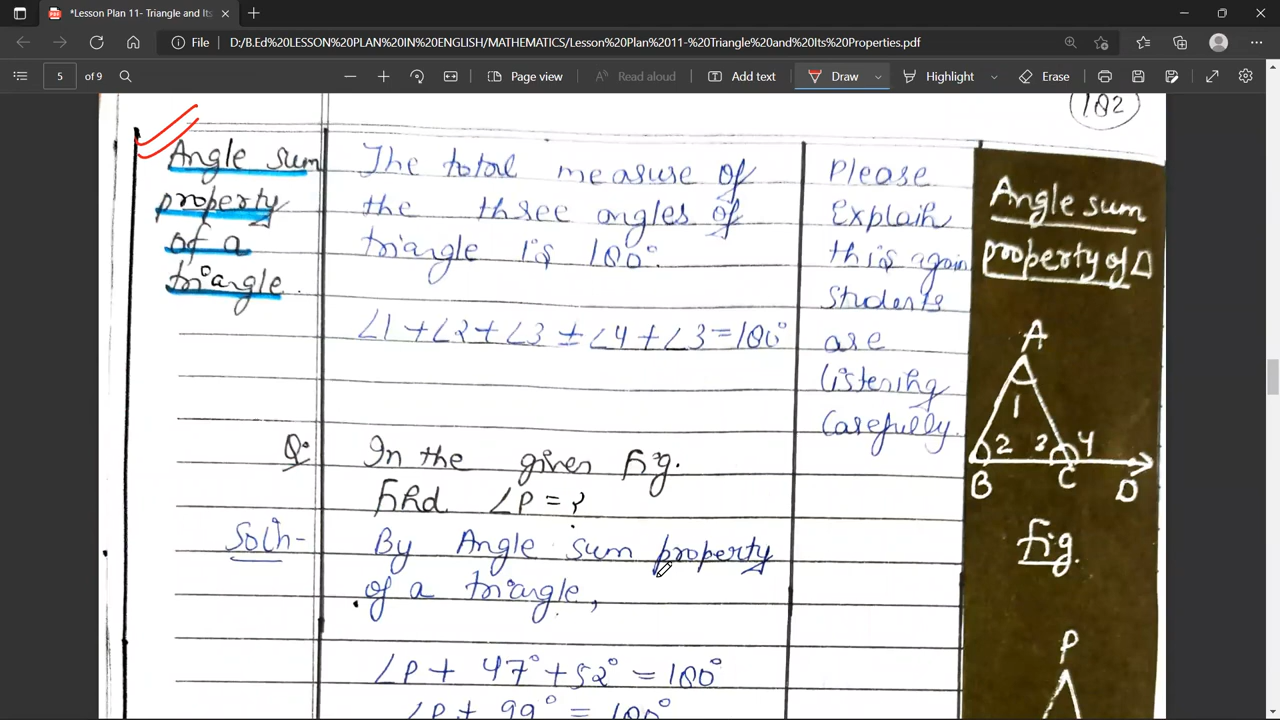 *Lesson Plan 11- Triangle and Its
File
D:/B.Ed%20LESSON%20PLAN%20IN%20ENGLISH/MATHEMATICS/Lesson%20Plan%2011-%20Triangle%20and%20Its%20Properties.pdf
5 of 9
Page view
Read aloud
Add text
Draw
Highlight
Erase
182
Angle sum
property
of a
triangle.
The total measure of
the three angles of
triangle is 180°.
∠1+∠2+∠3 ± ∠4+∠3=180°
Please
explain
this again
students
are
listening
carefully.
Angle sum
property of Δ
A
1
2 3 4
B C D
Fig.
Q:
In the given Fig.
find ∠P = ?
Soln-
By Angle sum property
of a triangle,
∠P + 47° + 52° = 180°
∠P + 99° = 180°
P